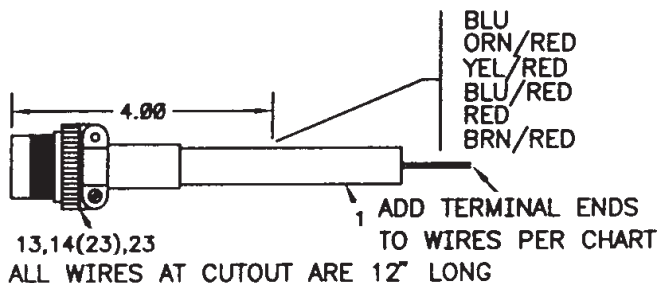 BLU
ORN/RED
YEL/RED
BLU/RED
RED
BRN/RED
4.00
1
ADD TERMINAL ENDS
TO WIRES PER CHART
13,14(23),23
ALL WIRES AT CUTOUT ARE 12" LONG